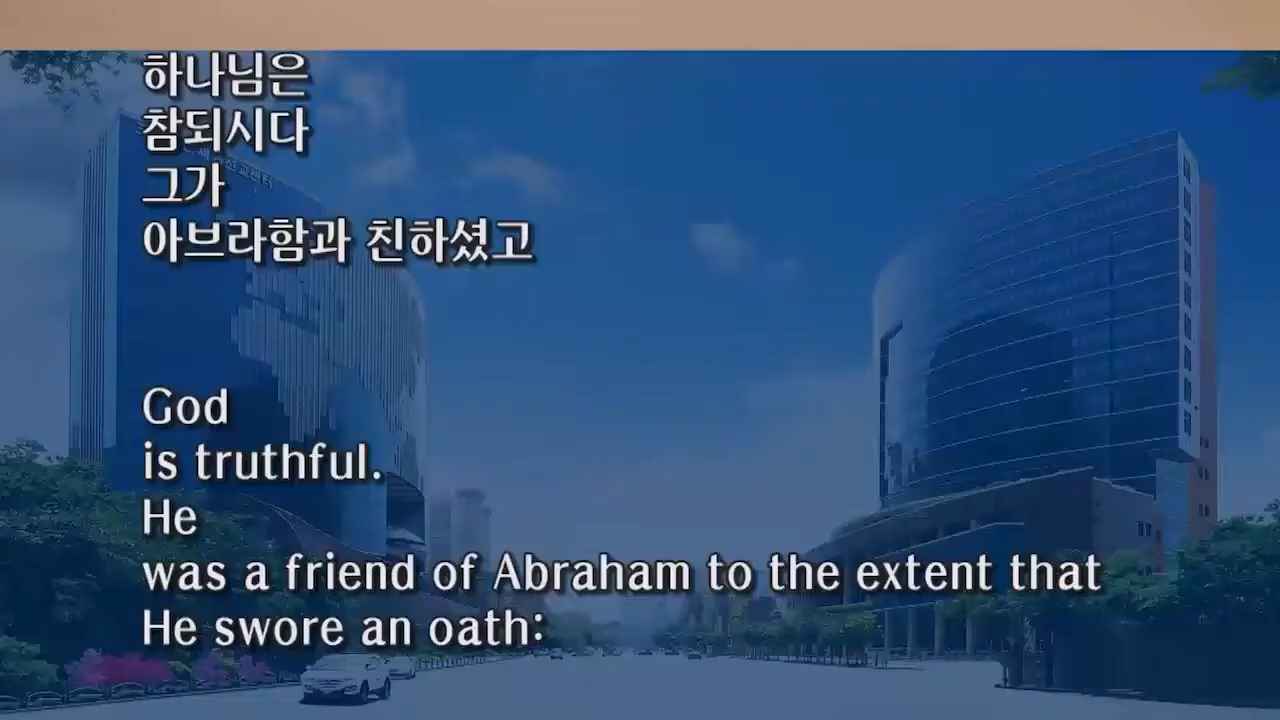 하나님은
참되시다
그가
아브라함과 친하셨고
God
is truthful.
He
was a friend of Abraham to the extent that
He swore an oath: